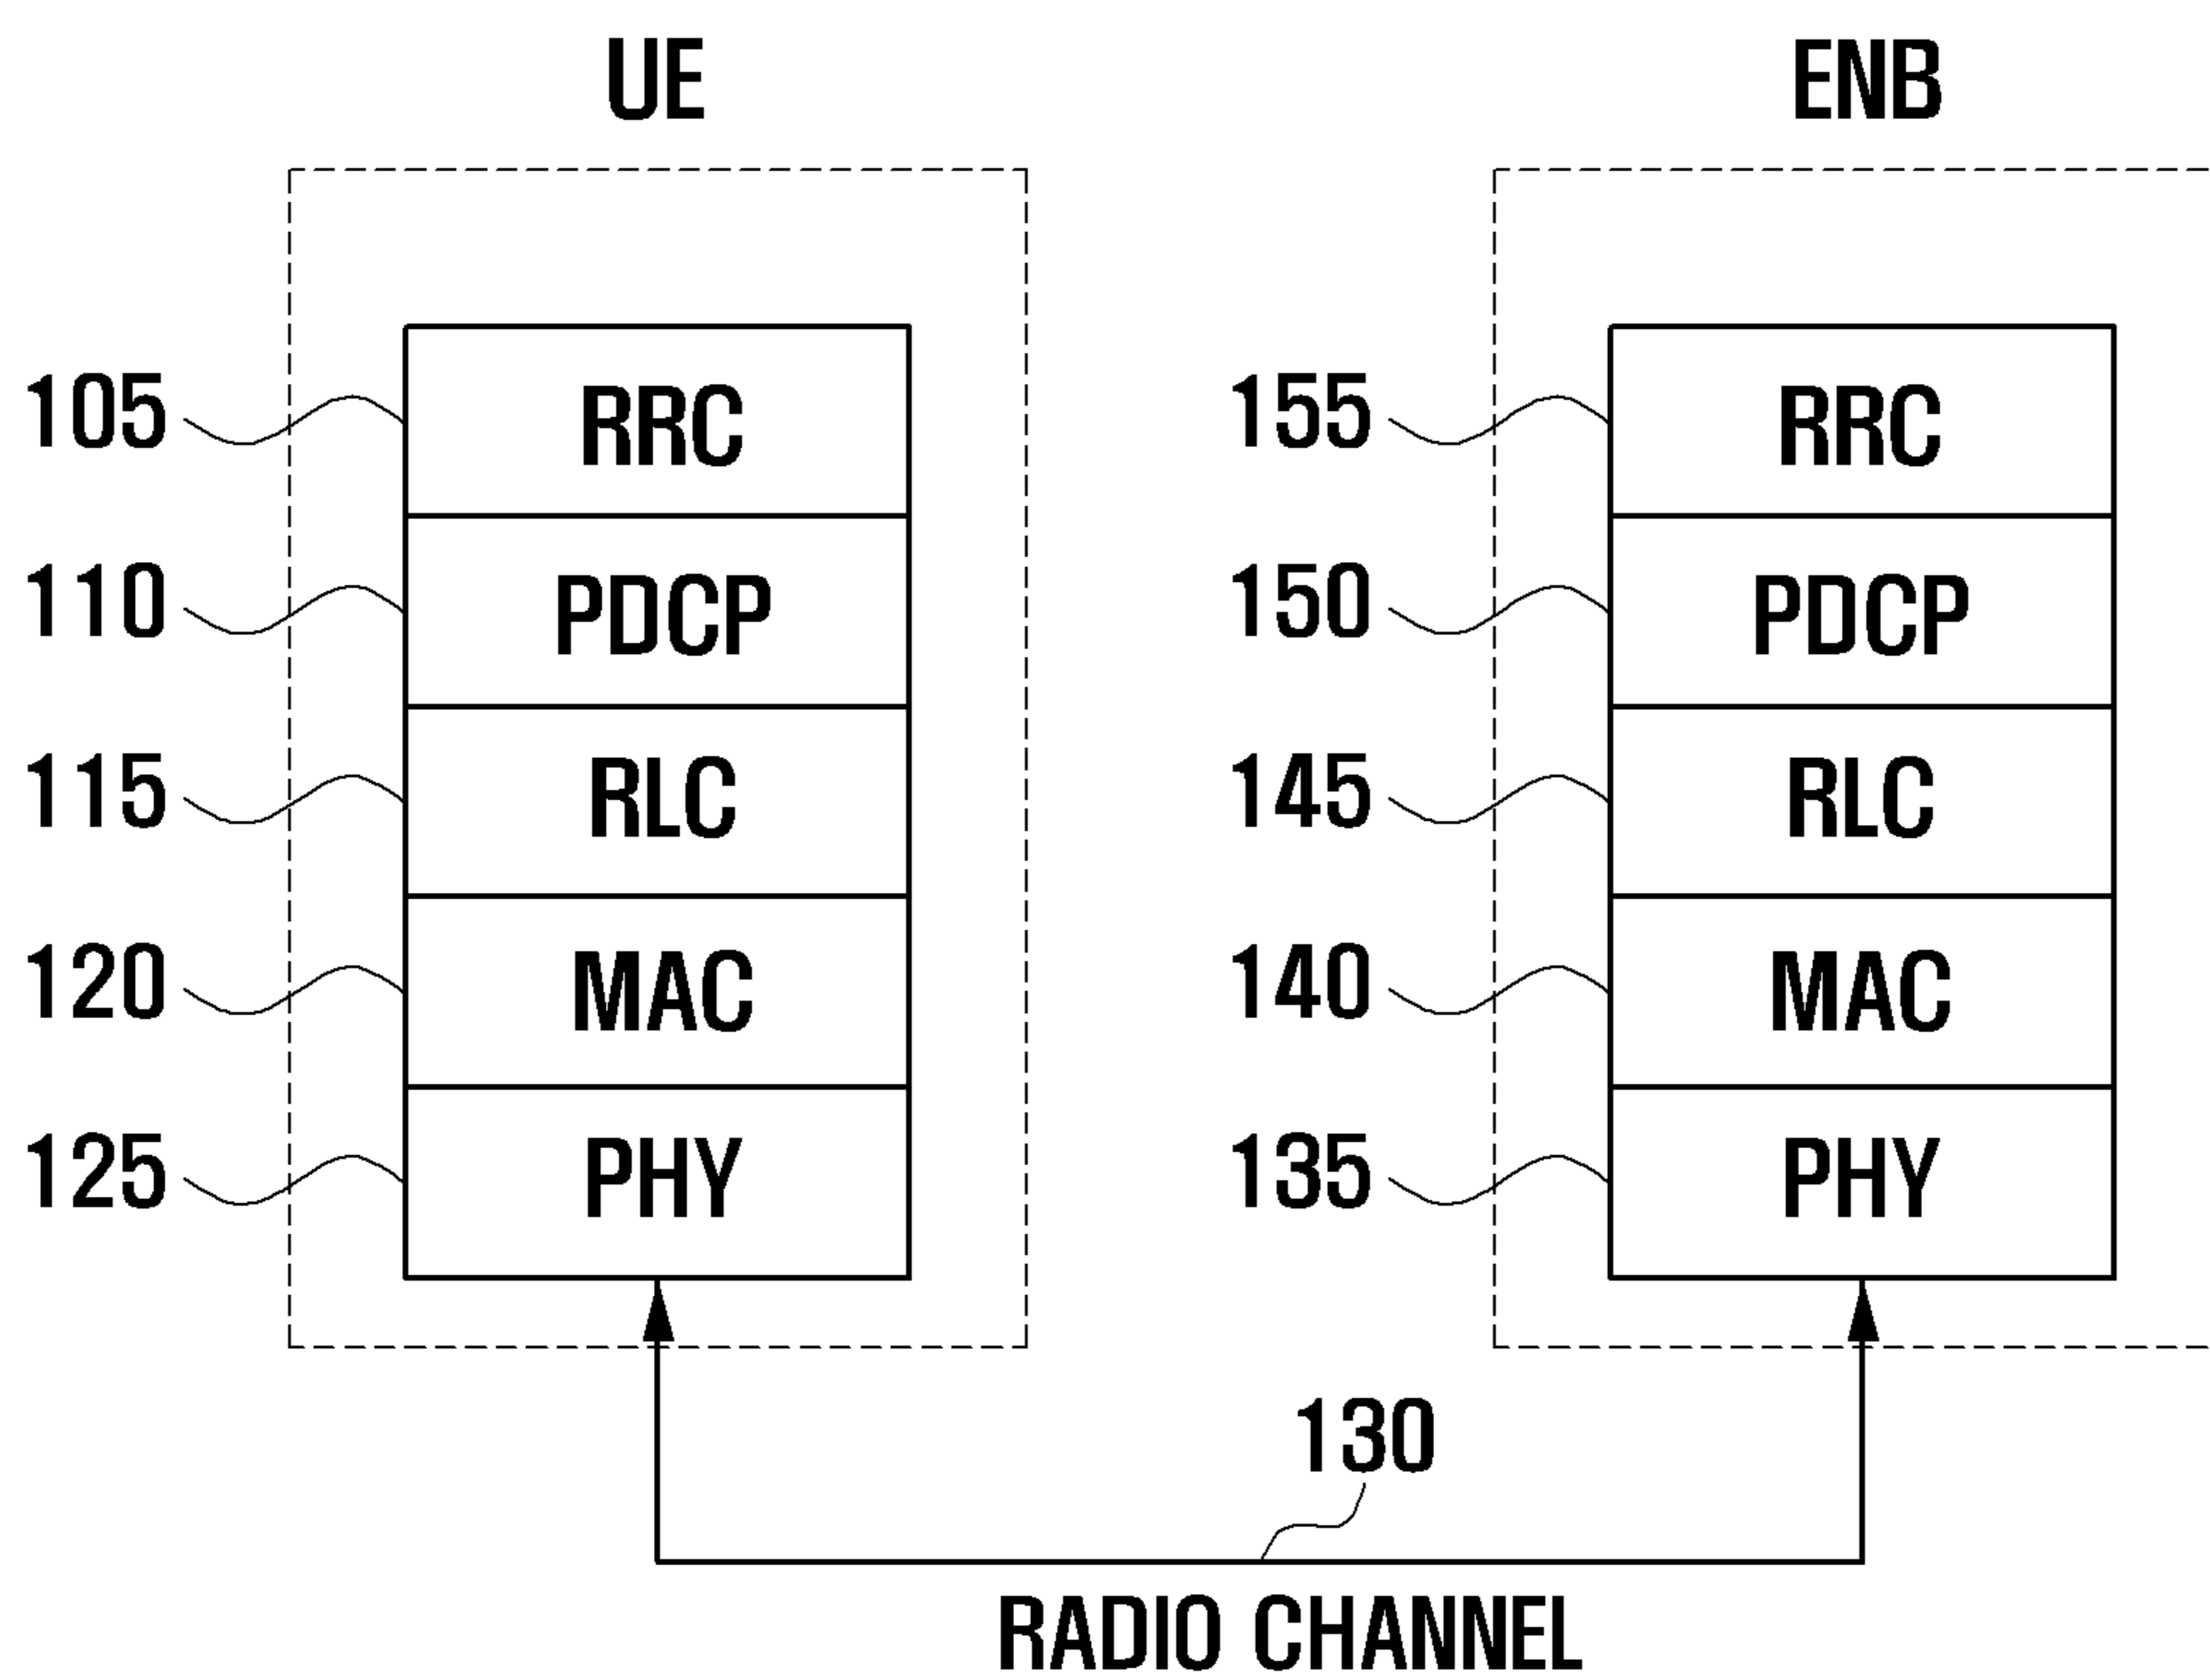 UE ENB
105 RRC 155 RRC
110 PDCP 150 PDCP
115 RLC 145 RLC
120 MAC 140 MAC
125 PHY 135 PHY
130
RADIO CHANNEL